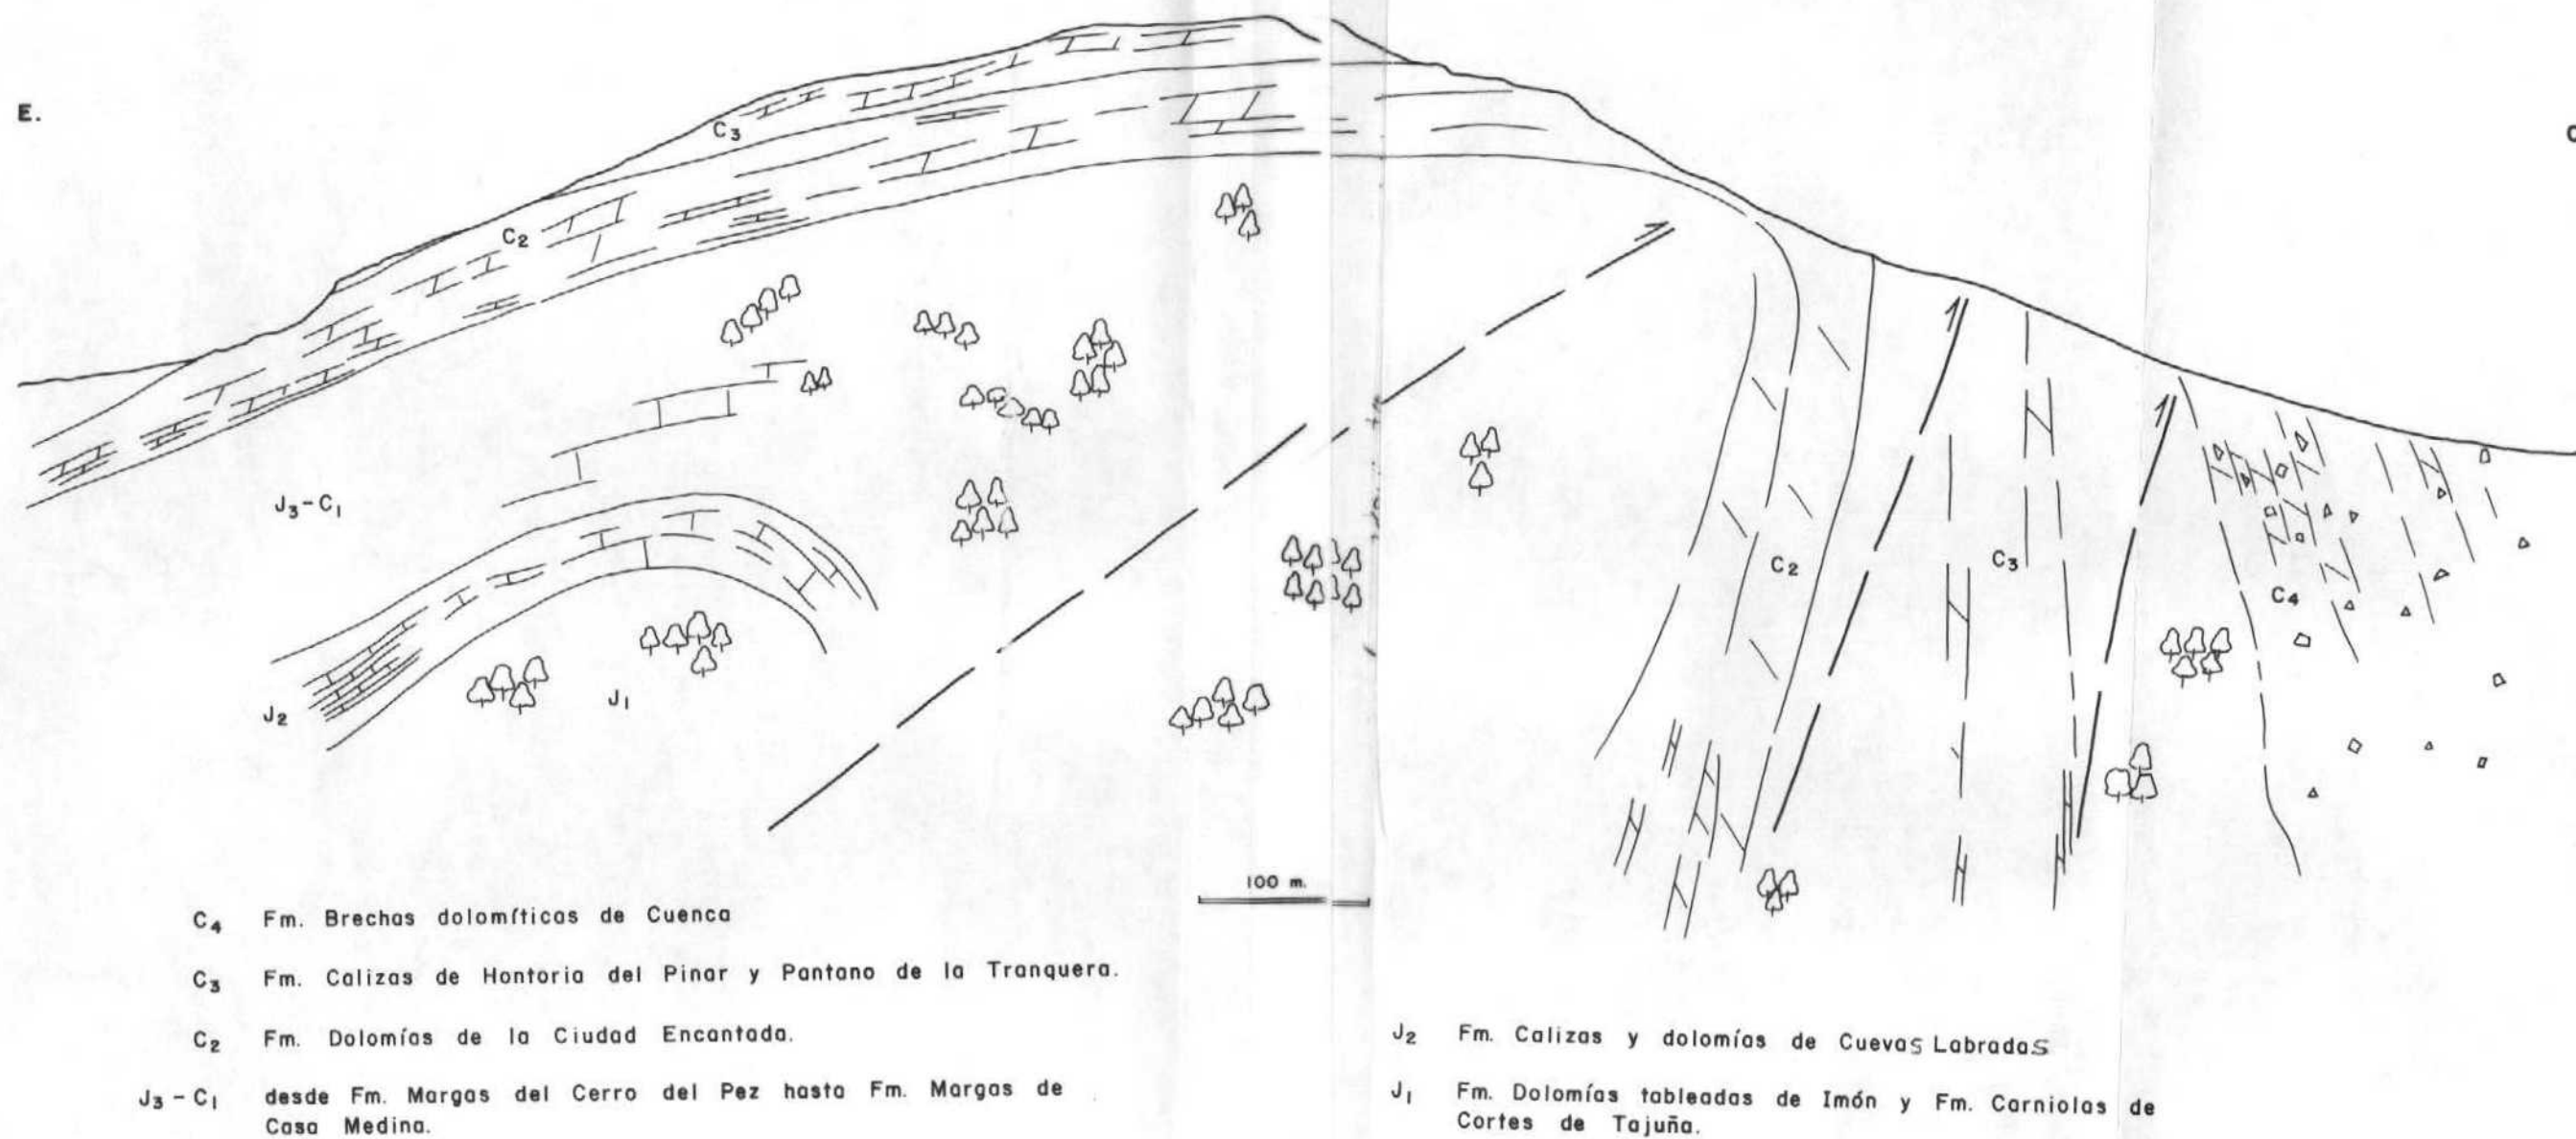 E.
C3
C2
J3-C1
J2
J1
C2
C3
C4
100 m.
C4 Fm. Brechas dolomíticas de Cuenca
C3 Fm. Calizas de Hontoria del Pinar y Pantano de la Tranquera.
C2 Fm. Dolomías de la Ciudad Encantada.
J3 - C1 desde Fm. Margas del Cerro del Pez hasta Fm. Margas de
Casa Medina.
J2 Fm. Calizas y dolomías de Cuevas Labradas
J1 Fm. Dolomías tableadas de Imón y Fm. Carniolas de
Cortes de Tajuña.